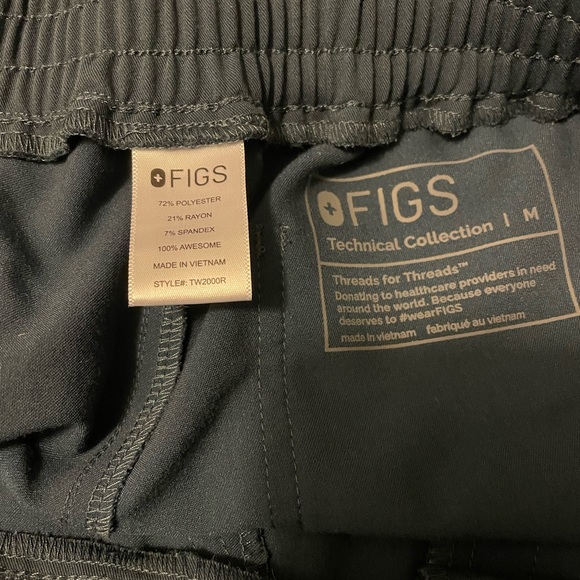 FIGS
72% POLYESTER
21% RAYON
7% SPANDEX
100% AWESOME
MADE IN VIETNAM
STYLE#: TW2000R
FIGS
Technical Collection | M
Threads for Threads™
Donating to healthcare providers in need
around the world. Because everyone
deserves to #wearFIGS
made in vietnam fabriqué au vietnam